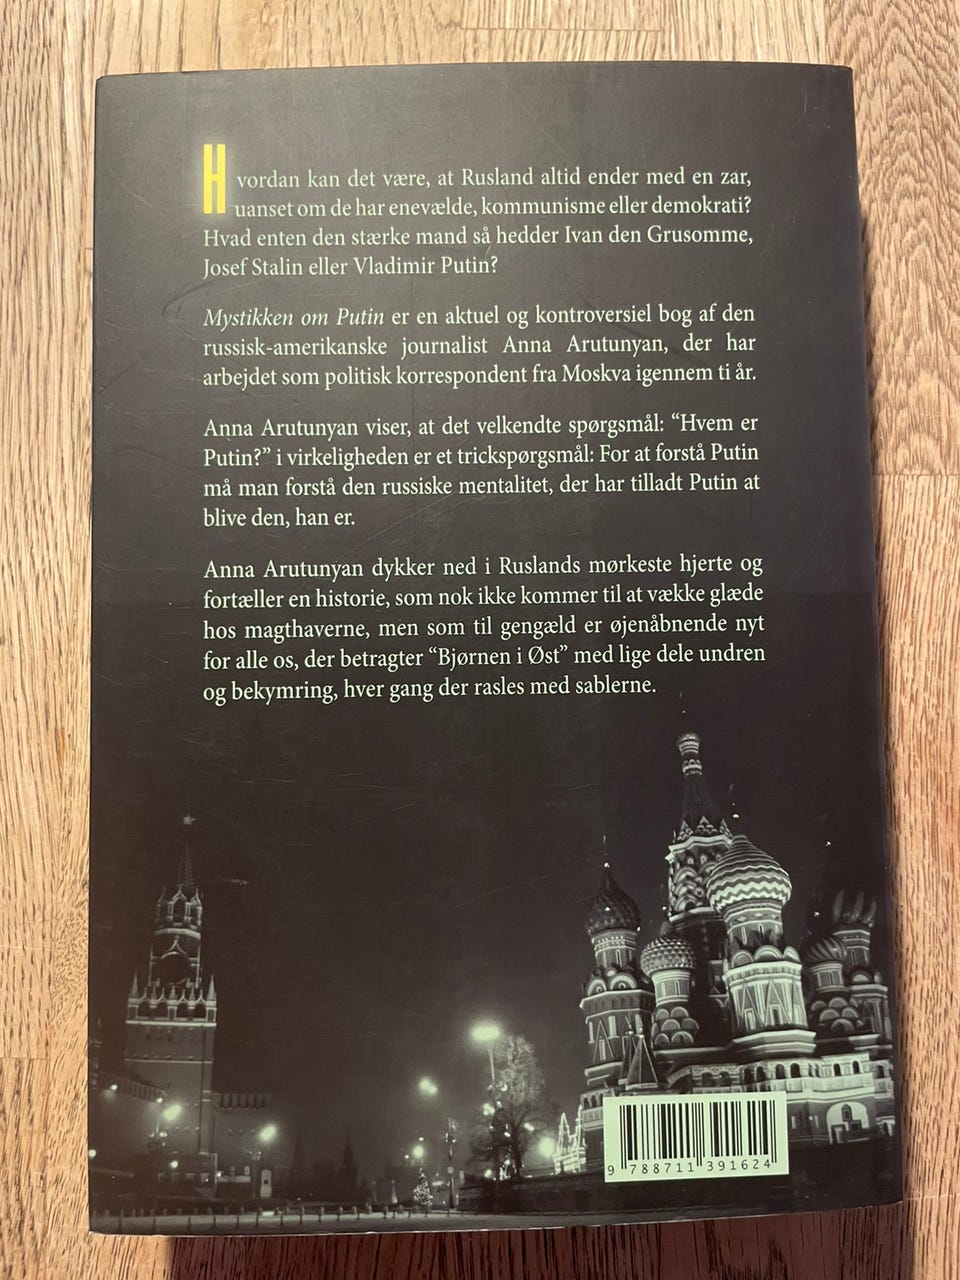 Hvordan kan det være, at Rusland altid ender med en zar,
uanset om de har enevælde, kommunisme eller demokrati?
Hvad enten den stærke mand så hedder Ivan den Grusomme,
Josef Stalin eller Vladimir Putin?
Mystikken om Putin er en aktuel og kontroversiel bog af den
russisk-amerikanske journalist Anna Arutunyan, der har
arbejdet som politisk korrespondent fra Moskva igennem ti år.
Anna Arutunyan viser, at det velkendte spørgsmål: “Hvem er
Putin?” i virkeligheden er et trickspørgsmål: For at forstå Putin
må man forstå den russiske mentalitet, der har tilladt Putin at
blive den, han er.
Anna Arutunyan dykker ned i Ruslands mørkeste hjerte og
fortæller en historie, som nok ikke kommer til at vække glæde
hos magthaverne, men som til gengæld er øjenåbnende nyt
for alle os, der betragter “Bjørnen i Øst” med lige dele undren
og bekymring, hver gang der rasles med sablerne.
9 788711 391624